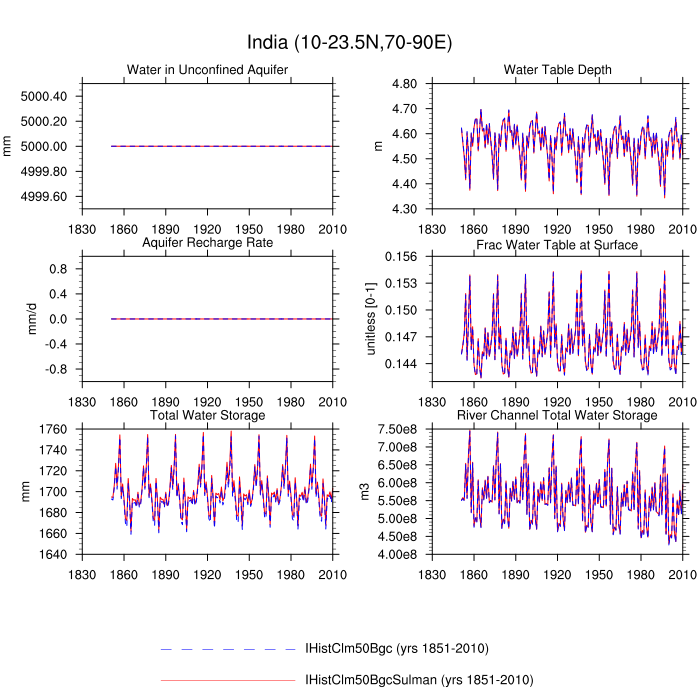 India (10-23.5N,70-90E)
Water in Unconfined Aquifer
5000.40
5000.20
5000.00
4999.80
4999.60
mm
1830 1860 1890 1920 1950 1980 2010
Water Table Depth
4.80
4.70
4.60
4.50
4.40
4.30
m
1830 1860 1890 1920 1950 1980 2010
Aquifer Recharge Rate
0.8
0.4
0.0
-0.4
-0.8
mm/d
1830 1860 1890 1920 1950 1980 2010
Frac Water Table at Surface
0.156
0.153
0.150
0.147
0.144
unitless [0-1]
1830 1860 1890 1920 1950 1980 2010
Total Water Storage
1760
1740
1720
1700
1680
1660
1640
mm
1830 1860 1890 1920 1950 1980 2010
River Channel Total Water Storage
7.50e8
7.00e8
6.50e8
6.00e8
5.50e8
5.00e8
4.50e8
4.00e8
m3
1830 1860 1890 1920 1950 1980 2010
IHistClm50Bgc (yrs 1851-2010)
IHistClm50BgcSulman (yrs 1851-2010)